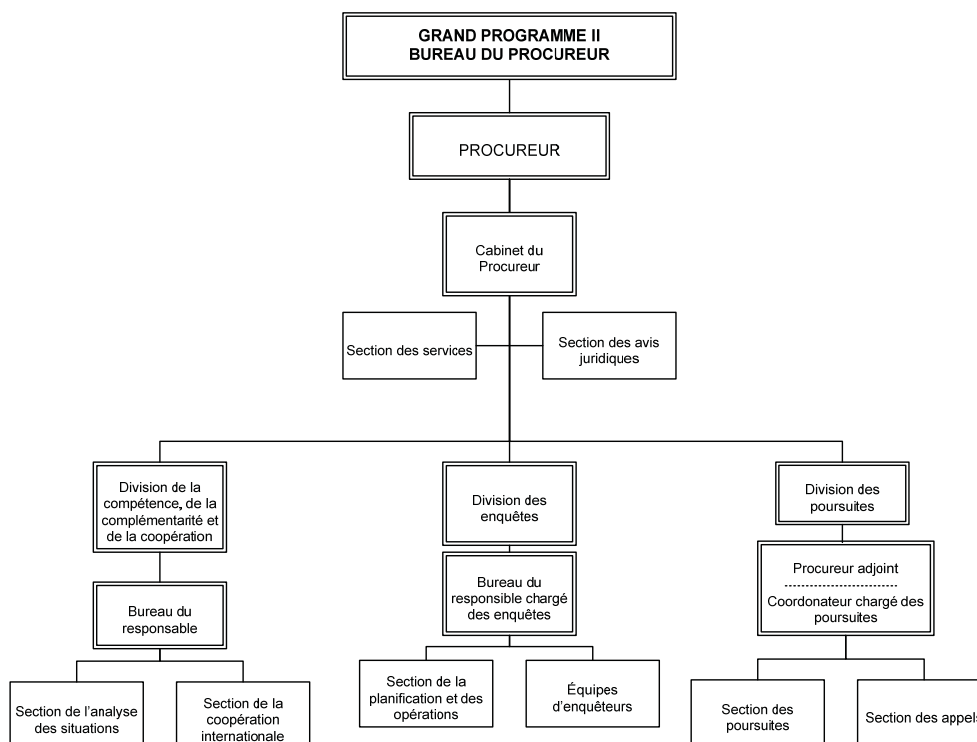 GRAND PROGRAMME II
BUREAU DU PROCUREUR
PROCUREUR
Cabinet du
Procureur
Section des services
Section des avis
juridiques
Division de la
compétence, de la
complémentarité et
de la coopération
Bureau du
responsable
Section de l'analyse
des situations
Section de la
coopération
internationale
Division des
enquêtes
Bureau du
responsible chargé
des enquêtes
Section de la
planification et des
opérations
Équipes
d'enquêteurs
Division des
poursuites
Procureur adjoint
Coordonateur chargé des
poursuites
Section des
poursuites
Section des appels